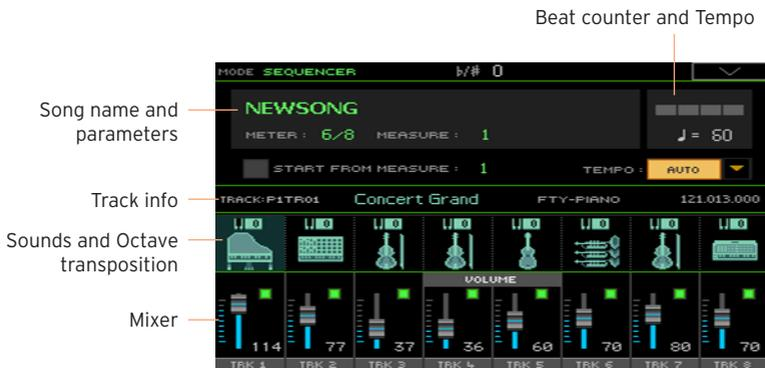 Beat counter and Tempo
MODE SEQUENCER ♭/# 0
Song name and
parameters
NEWSONG
METER: 6/8 MEASURE: 1
♩= 60
START FROM MEASURE: 1 TEMPO: AUTO
Track info
TRACK:P1TR01 Concert Grand FTY-PIANO 121.013.000
Sounds and Octave
transposition
0 0 0 0 0 0 0 0
VOLUME
Mixer
114 77 37 36 60 70 80 70
TRK 1 TRK 2 TRK 3 TRK 4 TRK 5 TRK 6 TRK 7 TRK 8